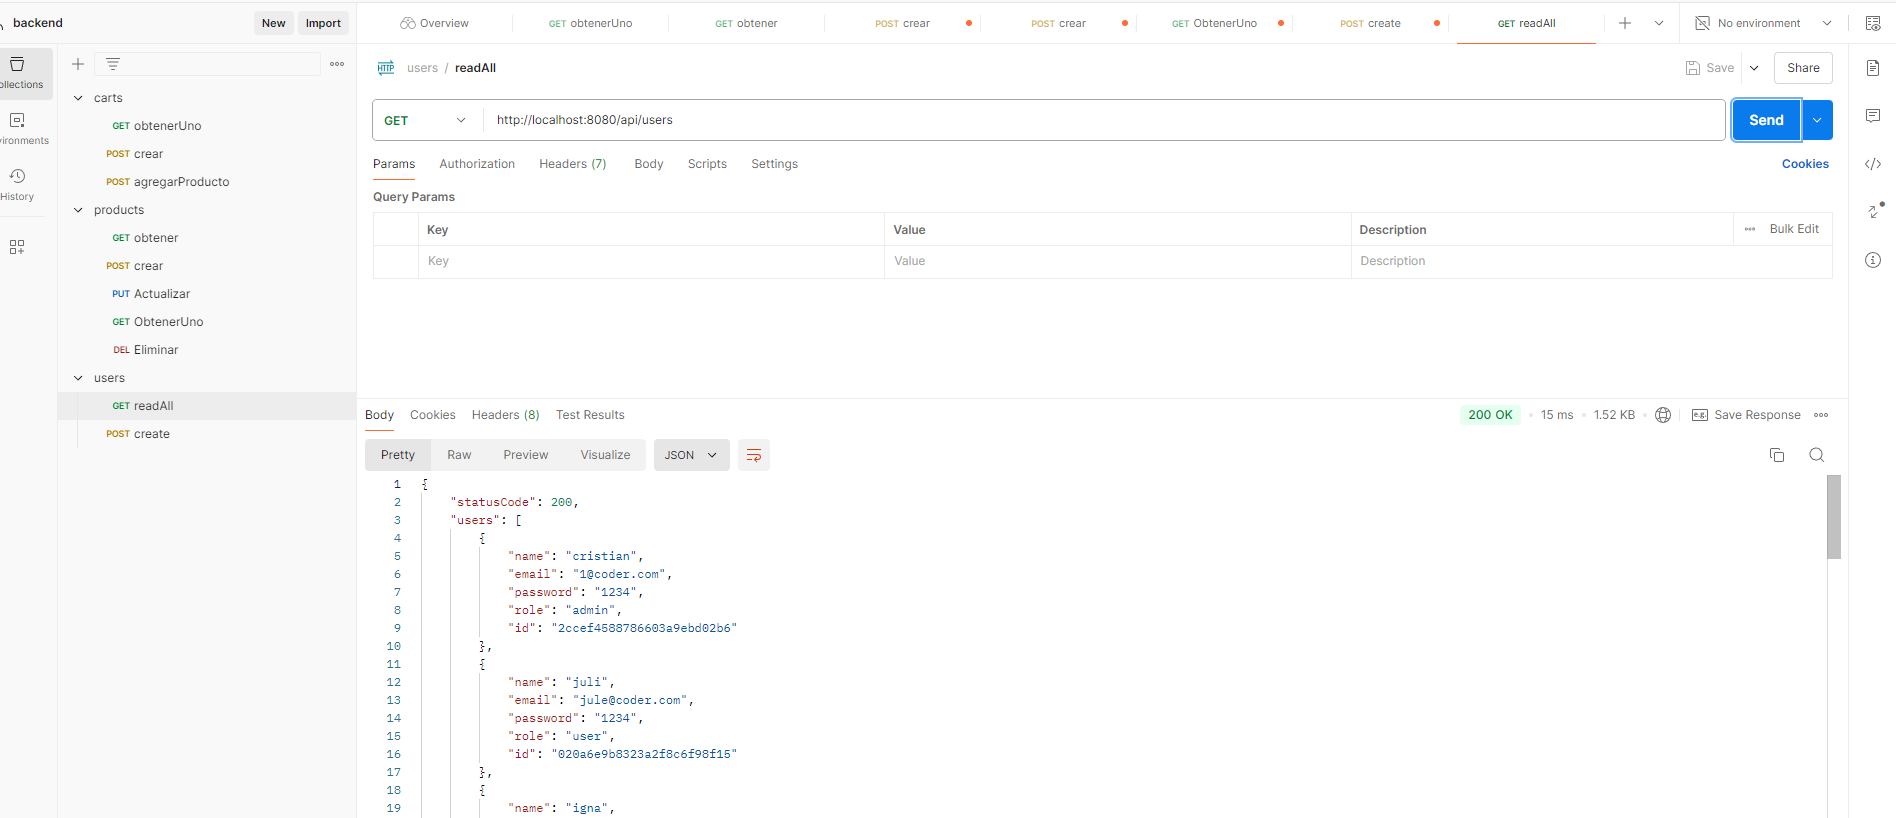 backend
New
Import
Overview
GET obtenerUno
GET obtener
POST crear
POST crear
GET ObtenerUno
POST create
GET readAll
No environment
ollections
vironments
History
carts
GET obtenerUno
POST crear
POST agregarProducto
products
GET obtener
POST crear
PUT Actualizar
GET ObtenerUno
DEL Eliminar
users
GET readAll
POST create
HTTP users / readAll
Save
Share
GET
http://localhost:8080/api/users
Send
Params Authorization Headers (7) Body Scripts Settings
Cookies
Query Params
Key Value Description
Bulk Edit
Key Value Description
Body Cookies Headers (8) Test Results
200 OK • 15 ms • 1.52 KB
e.g. Save Response
Pretty Raw Preview Visualize JSON
1 {
2 "statusCode": 200,
3 "users": [
4 {
5 "name": "cristian",
6 "email": "1@coder.com",
7 "password": "1234",
8 "role": "admin",
9 "id": "2ccef4588786603a9ebd02b6"
10 },
11 {
12 "name": "juli",
13 "email": "jule@coder.com",
14 "password": "1234",
15 "role": "user",
16 "id": "020a6e9b8323a2f8c6f98f15"
17 },
18 {
19 "name": "igna",